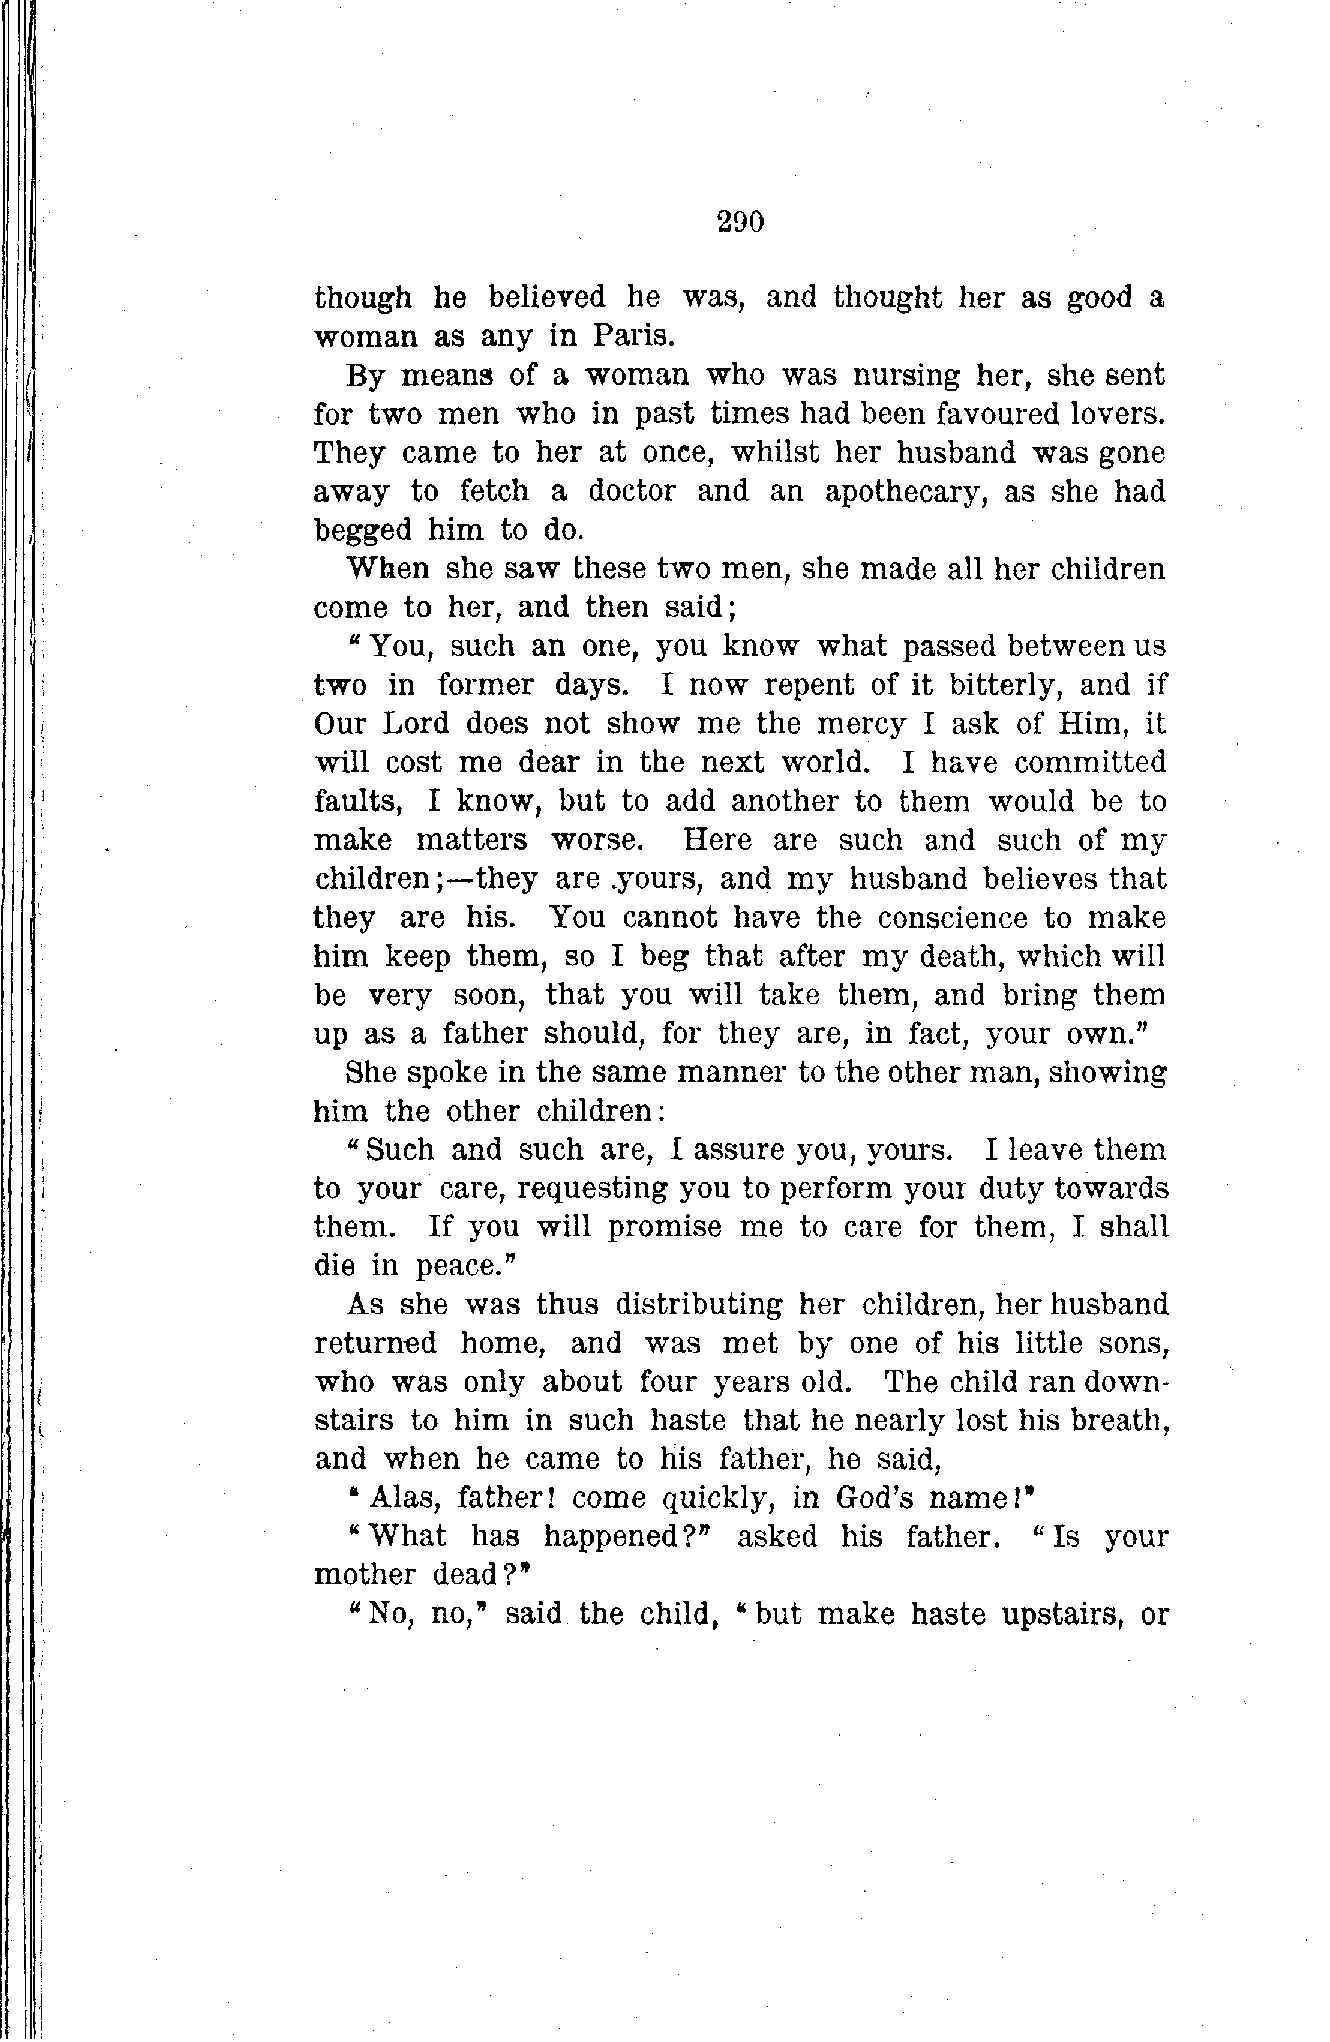 290
though he believed he was, and thought her as good a
woman as any in Paris.
By means of a woman who was nursing her, she sent
for two men who in past times had been favoured lovers.
They came to her at once, whilst her husband was gone
away to fetch a doctor and an apothecary, as she had
begged him to do.
When she saw these two men, she made all her children
come to her, and then said;
“You, such an one, you know what passed between us
two in former days. I now repent of it bitterly, and if
Our Lord does not show me the mercy I ask of Him, it
will cost me dear in the next world. I have committed
faults, I know, but to add another to them would be to
make matters worse. Here are such and such of my
children;—they are yours, and my husband believes that
they are his. You cannot have the conscience to make
him keep them, so I beg that after my death, which will
be very soon, that you will take them, and bring them
up as a father should, for they are, in fact, your own.”
She spoke in the same manner to the other man, showing
him the other children:
“Such and such are, I assure you, yours. I leave them
to your care, requesting you to perform your duty towards
them. If you will promise me to care for them, I shall
die in peace.”
As she was thus distributing her children, her husband
returned home, and was met by one of his little sons,
who was only about four years old. The child ran down-
stairs to him in such haste that he nearly lost his breath,
and when he came to his father, he said,
“Alas, father! come quickly, in God's name!”
“What has happened?” asked his father. “Is your
mother dead?”
“No, no,” said the child, “but make haste upstairs, or